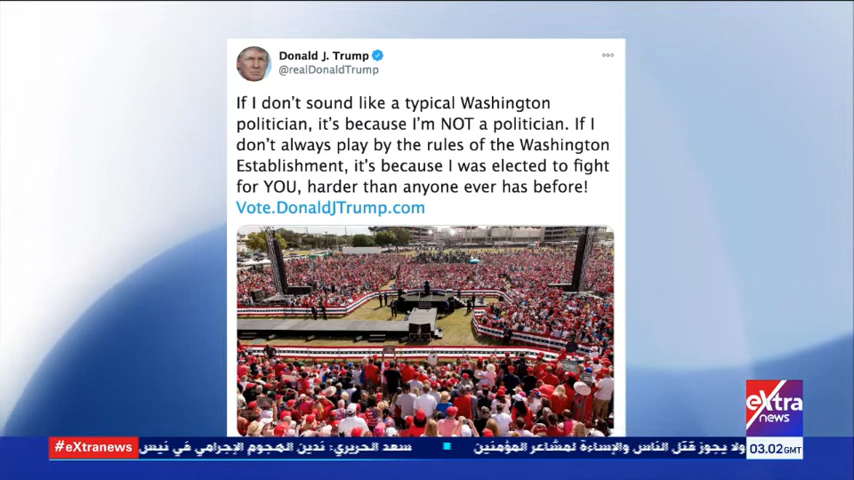 Donald J. Trump
@realDonaldTrump
If I don't sound like a typical Washington
politician, it's because I'm NOT a politician. If I
don't always play by the rules of the Washington
Establishment, it's because I was elected to fight
for YOU, harder than anyone ever has before!
Vote.DonaldJTrump.com
eXtra
news
03.02 GMT
#eXtranews
ولا يجوز قتل الناس والإساءة لمشاعر المؤمنين
سعد الحريري: ندين الهجوم الإجرامي في نيس